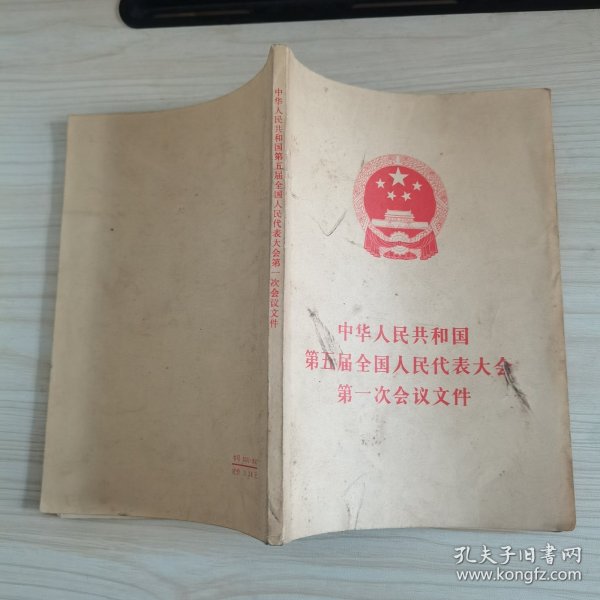 中华人民共和国第五届全国人民代表大会第一次会议文件
中华人民共和国
第五届全国人民代表大会
第一次会议文件
孔夫子旧书网
www.kongfz.com